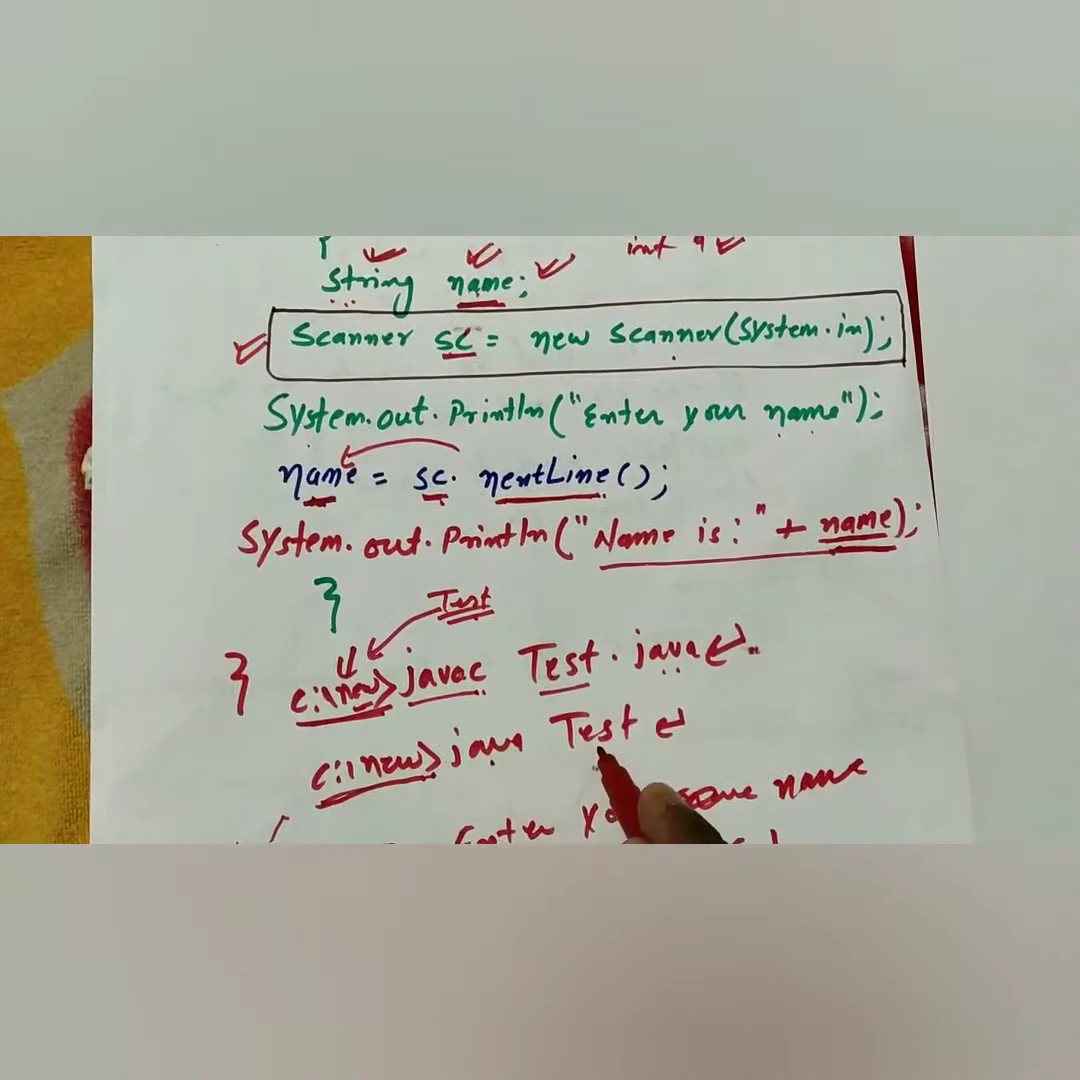 int a
String name;
Scanner sc = new Scanner(System.in);
System.out.Println("Enter your name");
name = sc. nextLine();
System.out.Println("Name is:" + name);
}
Test
} c:\new> javac Test.java
c:\new> java Test
Enter name